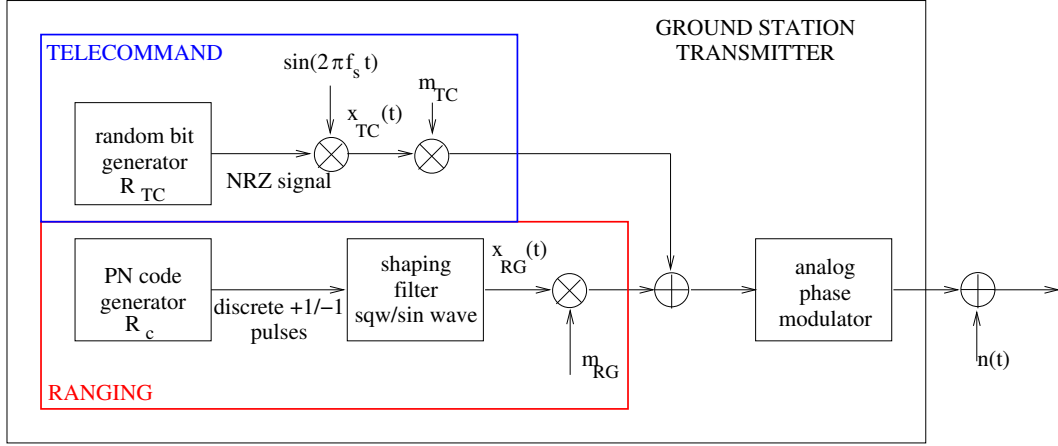 GROUND STATION
TRANSMITTER
TELECOMMAND
sin(2πf_s t)
m_TC
x_TC(t)
random bit
generator
R_TC
NRZ signal
PN code
generator
R_c
discrete +1/−1
pulses
shaping
filter
sqw/sin wave
x_RG(t)
m_RG
analog
phase
modulator
n(t)
RANGING